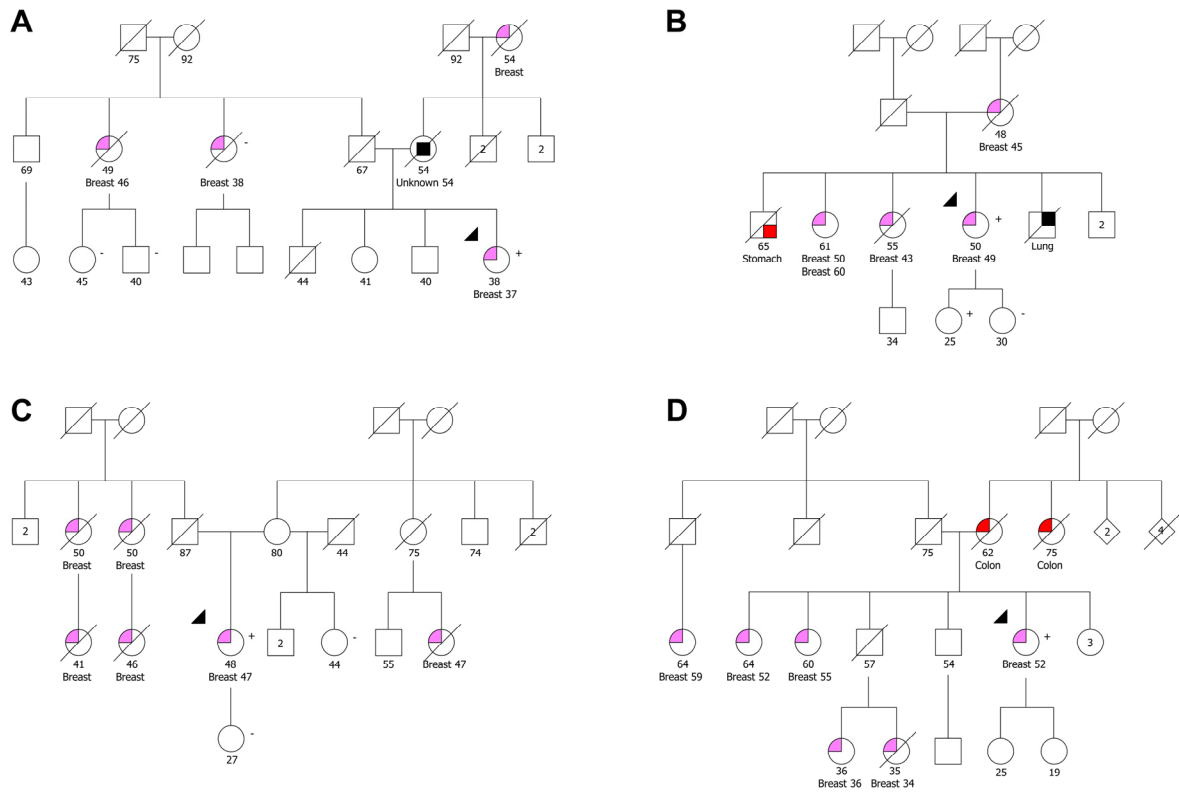 A
75
92
92
54
Breast
69
49
Breast 46
-
Breast 38
67
54
Unknown 54
2
2
43
45
-
40
-
44
41
40
+
38
Breast 37
B
48
Breast 45
65
Stomach
61
Breast 50
Breast 60
55
Breast 43
+
50
Breast 49
Lung
2
34
+
25
-
30
C
2
50
Breast
50
Breast
87
80
44
75
74
2
41
Breast
46
Breast
+
48
Breast 47
2
-
44
55
Breast 47
-
27
D
75
62
Colon
75
Colon
2
4
64
Breast 59
64
Breast 52
60
Breast 55
57
54
+
Breast 52
3
36
Breast 36
35
Breast 34
25
19